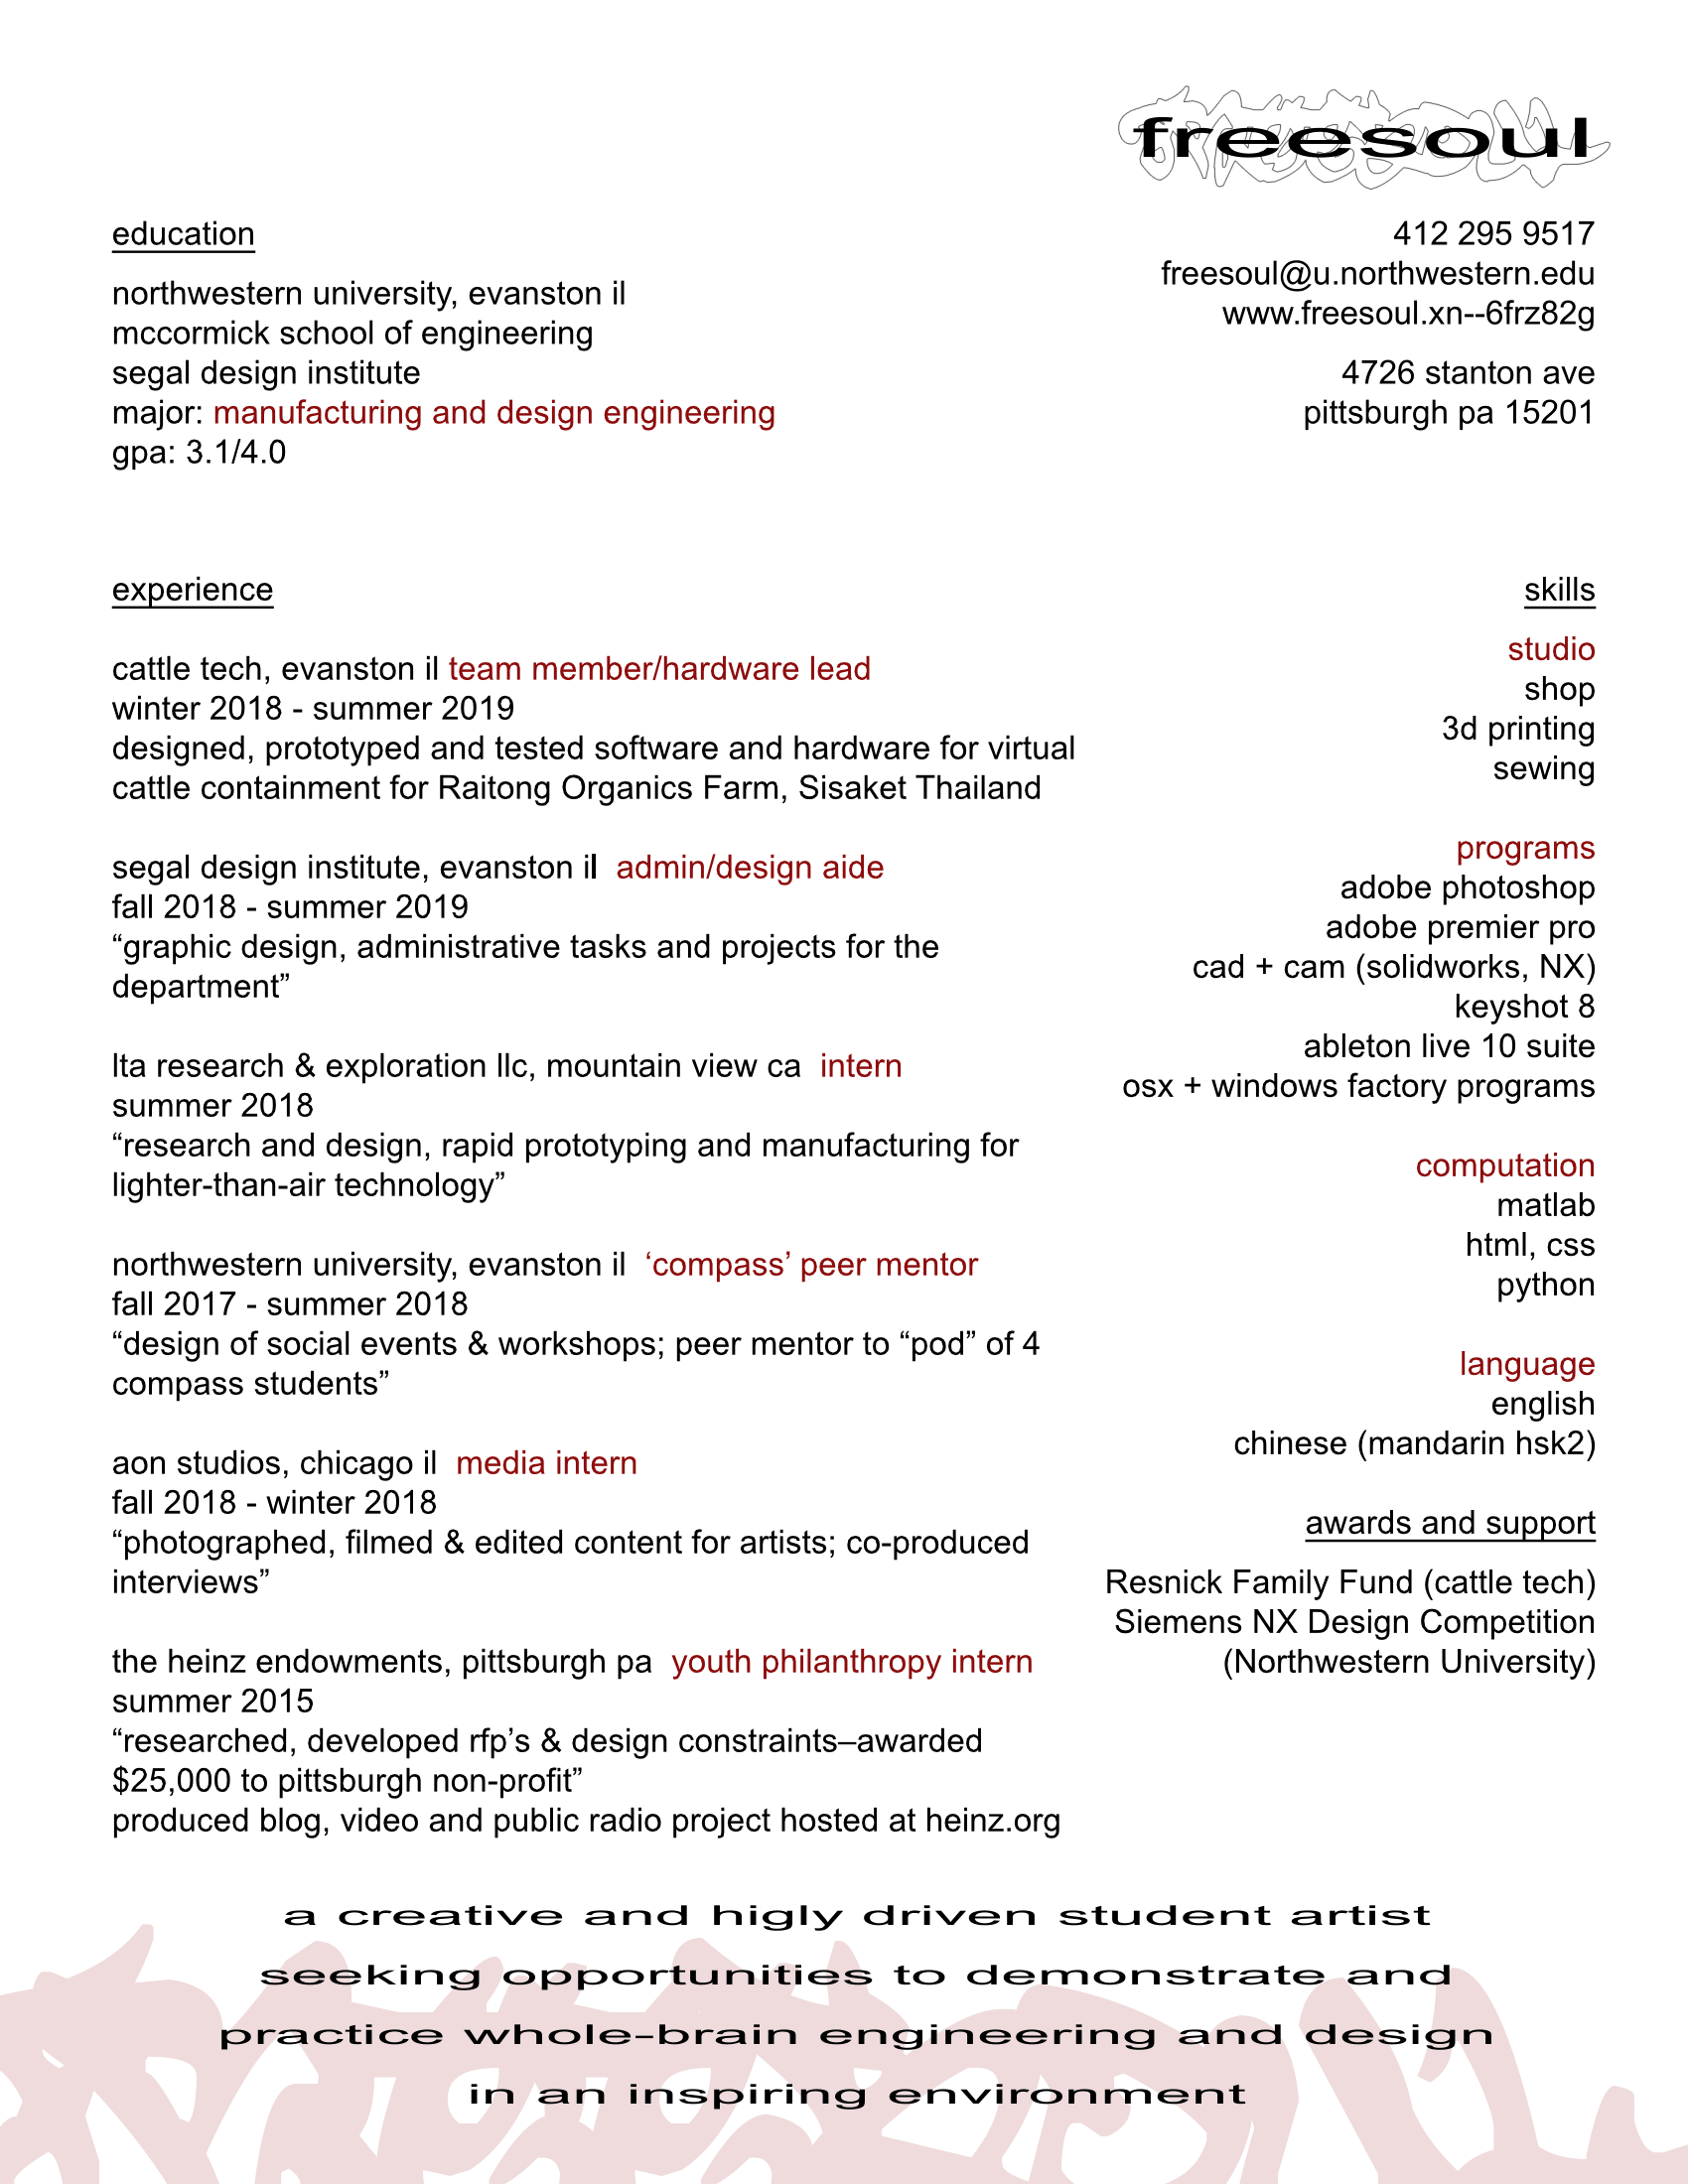 freesoul
412 295 9517
freesoul@u.northwestern.edu
www.freesoul.xn--6frz82g
4726 stanton ave
pittsburgh pa 15201
education
northwestern university, evanston il
mccormick school of engineering
segal design institute
major: manufacturing and design engineering
gpa: 3.1/4.0
experience
cattle tech, evanston il team member/hardware lead
winter 2018 - summer 2019
designed, prototyped and tested software and hardware for virtual
cattle containment for Raitong Organics Farm, Sisaket Thailand
segal design institute, evanston il admin/design aide
fall 2018 - summer 2019
“graphic design, administrative tasks and projects for the
department”
lta research & exploration llc, mountain view ca intern
summer 2018
“research and design, rapid prototyping and manufacturing for
lighter-than-air technology”
northwestern university, evanston il ‘compass’ peer mentor
fall 2017 - summer 2018
“design of social events & workshops; peer mentor to “pod” of 4
compass students”
aon studios, chicago il media intern
fall 2018 - winter 2018
“photographed, filmed & edited content for artists; co-produced
interviews”
the heinz endowments, pittsburgh pa youth philanthropy intern
summer 2015
“researched, developed rfp’s & design constraints–awarded
$25,000 to pittsburgh non-profit”
produced blog, video and public radio project hosted at heinz.org
skills
studio
shop
3d printing
sewing
programs
adobe photoshop
adobe premier pro
cad + cam (solidworks, NX)
keyshot 8
ableton live 10 suite
osx + windows factory programs
computation
matlab
html, css
python
language
english
chinese (mandarin hsk2)
awards and support
Resnick Family Fund (cattle tech)
Siemens NX Design Competition
(Northwestern University)
a creative and higly driven student artist
seeking opportunities to demonstrate and
practice whole-brain engineering and design
in an inspiring environment